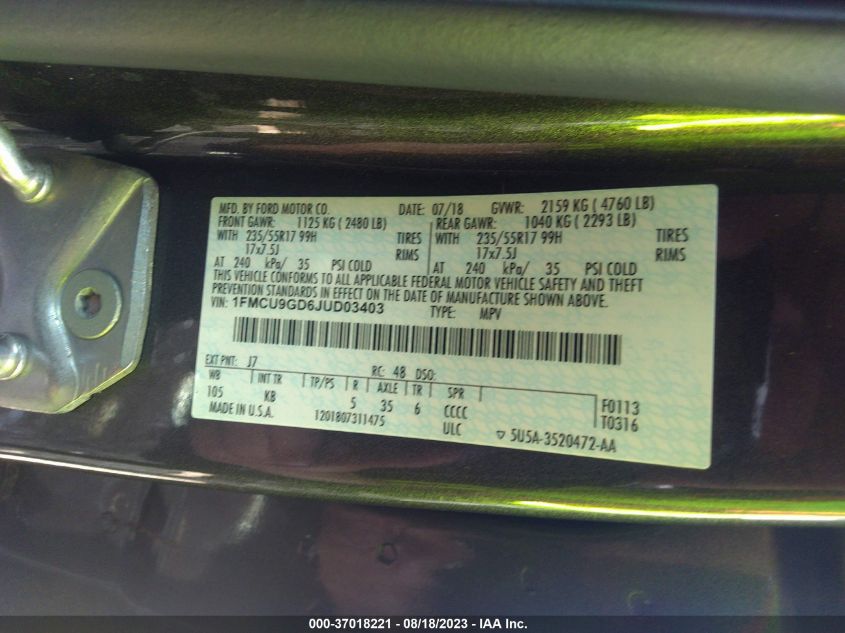 MFD. BY FORD MOTOR CO. DATE: 07/18 GVWR: 2159 KG ( 4760 LB)
FRONT GAWR: 1125 KG ( 2480 LB) REAR GAWR: 1040 KG ( 2293 LB)
WITH 235/55R17 99H TIRES WITH 235/55R17 99H TIRES
17x7.5J RIMS 17x7.5J RIMS
AT 240 kPa/ 35 PSI COLD AT 240 kPa/ 35 PSI COLD
THIS VEHICLE CONFORMS TO ALL APPLICABLE FEDERAL MOTOR VEHICLE SAFETY AND THEFT
PREVENTION STANDARDS IN EFFECT ON THE DATE OF MANUFACTURE SHOWN ABOVE.
VIN: 1FMCU9GD6JUD03403 TYPE: MPV
EXT PNT: J7 RC: 48 DSO:
WB INT TR TP/PS R AXLE TR SPR
105 KB 5 35 6 CCCC F0113
MADE IN U.S.A. 1201807311475 ULC T0316
5U5A-3520472-AA
000-37018221 - 08/18/2023 - IAA Inc.